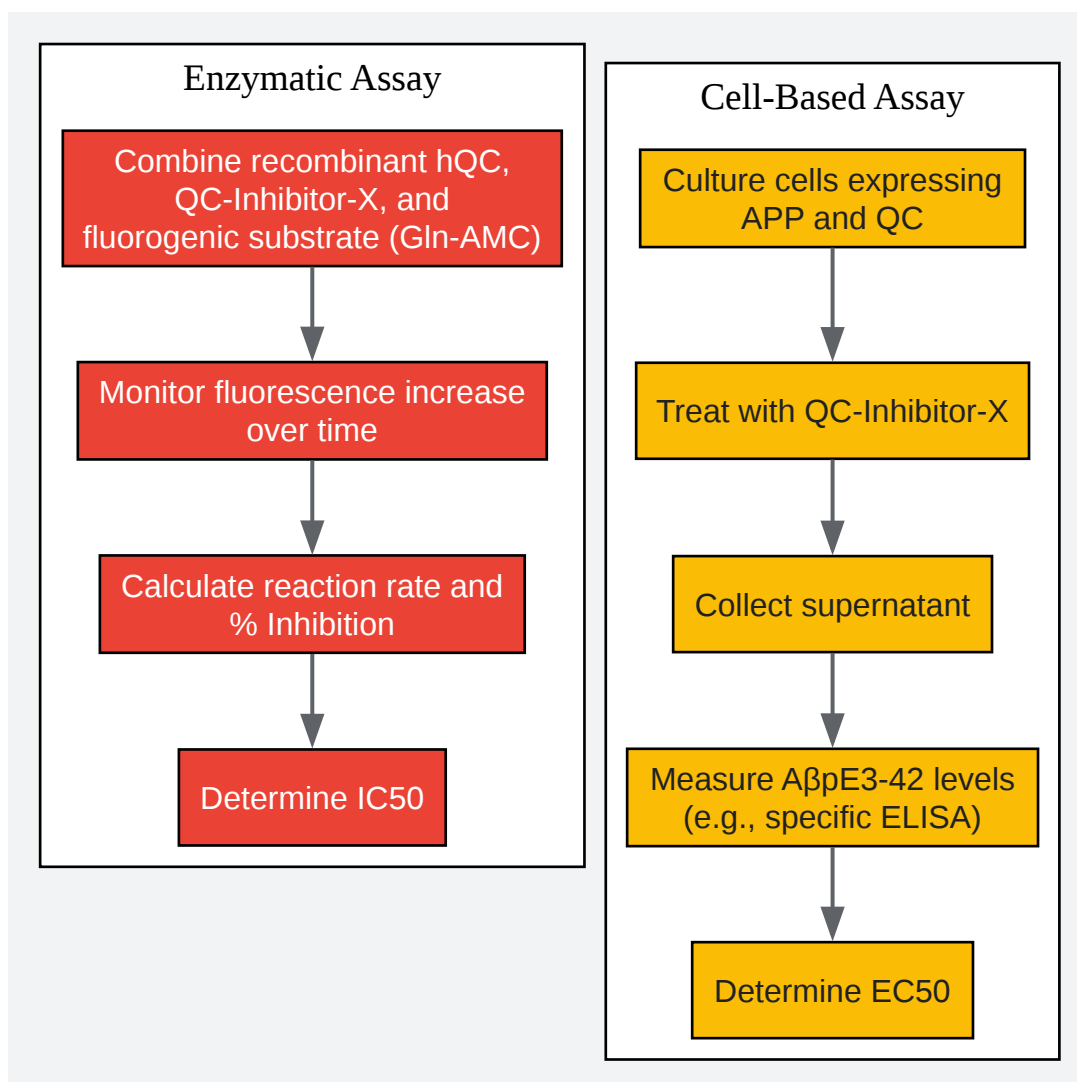 Enzymatic Assay
Combine recombinant hQC,
QC-Inhibitor-X, and
fluorogenic substrate (Gln-AMC)
Monitor fluorescence increase
over time
Calculate reaction rate and
% Inhibition
Determine IC50
Cell-Based Assay
Culture cells expressing
APP and QC
Treat with QC-Inhibitor-X
Collect supernatant
Measure AβpE3-42 levels
(e.g., specific ELISA)
Determine EC50